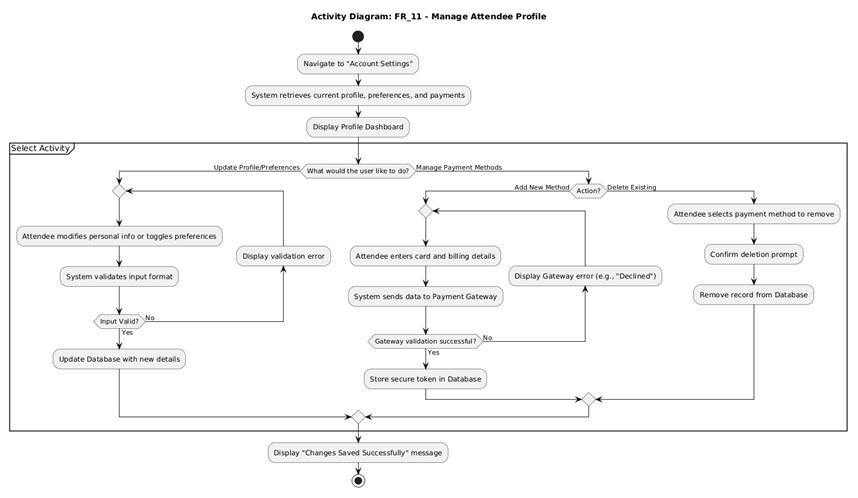 Activity Diagram: FR_11 - Manage Attendee Profile
Navigate to "Account Settings"
System retrieves current profile, preferences, and payments
Display Profile Dashboard
Select Activity
What would the user like to do?
Update Profile/Preferences
Manage Payment Methods
Attendee modifies personal info or toggles preferences
System validates input format
Display validation error
Input Valid?
No
Yes
Update Database with new details
Action?
Add New Method
Delete Existing
Attendee enters card and billing details
System sends data to Payment Gateway
Display Gateway error (e.g., "Declined")
Gateway validation successful?
No
Yes
Store secure token in Database
Attendee selects payment method to remove
Confirm deletion prompt
Remove record from Database
Display "Changes Saved Successfully" message